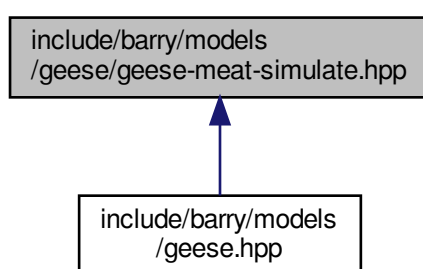 include/barry/models
/geese/geese-meat-simulate.hpp
include/barry/models
/geese.hpp